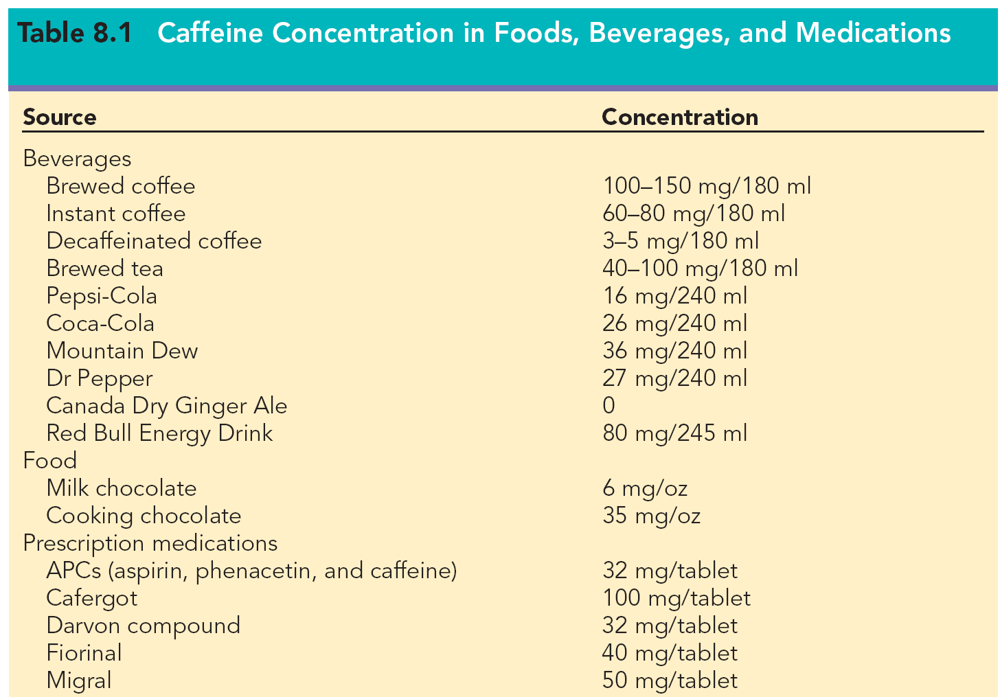 Table 8.1 Caffeine Concentration in Foods, Beverages, and Medications
Source Concentration
Beverages
Brewed coffee 100–150 mg/180 ml
Instant coffee 60–80 mg/180 ml
Decaffeinated coffee 3–5 mg/180 ml
Brewed tea 40–100 mg/180 ml
Pepsi-Cola 16 mg/240 ml
Coca-Cola 26 mg/240 ml
Mountain Dew 36 mg/240 ml
Dr Pepper 27 mg/240 ml
Canada Dry Ginger Ale 0
Red Bull Energy Drink 80 mg/245 ml
Food
Milk chocolate 6 mg/oz
Cooking chocolate 35 mg/oz
Prescription medications
APCs (aspirin, phenacetin, and caffeine) 32 mg/tablet
Cafergot 100 mg/tablet
Darvon compound 32 mg/tablet
Fiorinal 40 mg/tablet
Migral 50 mg/tablet